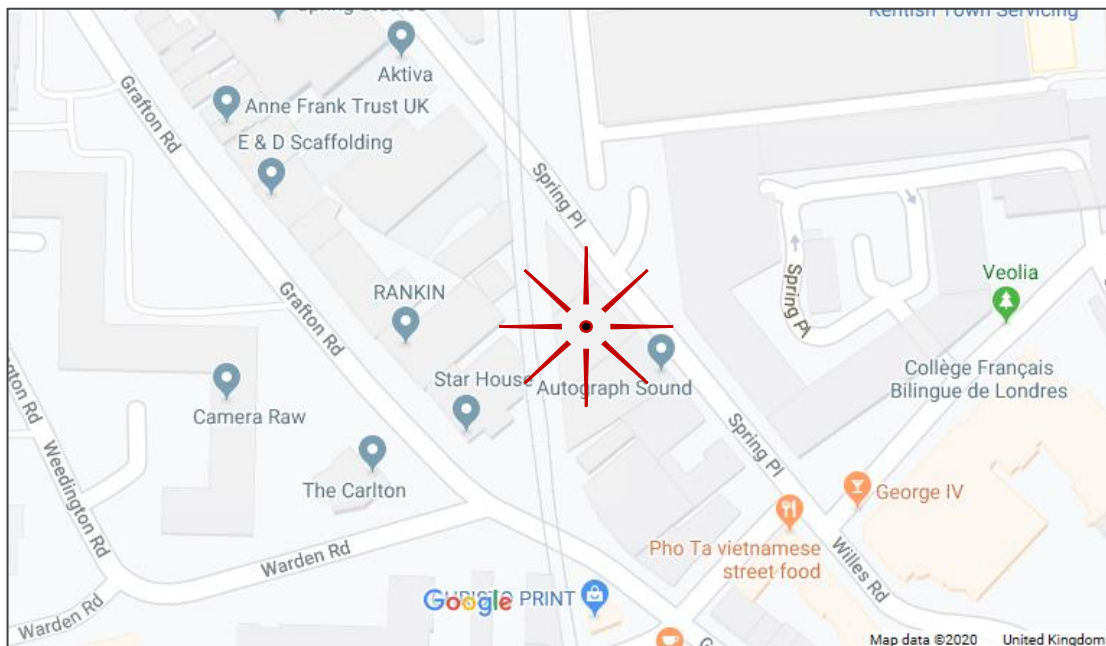 Spring Studios
Kentish Town Servicing
Aktiva
Grafton Rd
Anne Frank Trust UK
E & D Scaffolding
Spring Pl
Veolia
Spring Pl
Grafton Rd
RANKIN
Collège Français
Bilingue de Londres
Star House
Autograph Sound
Camera Raw
Weedington Rd
Spring Pl
The Carlton
George IV
Pho Ta vietnamese
street food
Willes Rd
Warden Rd
Warden Rd
Google
PRINT
Map data ©2020 United Kingdom